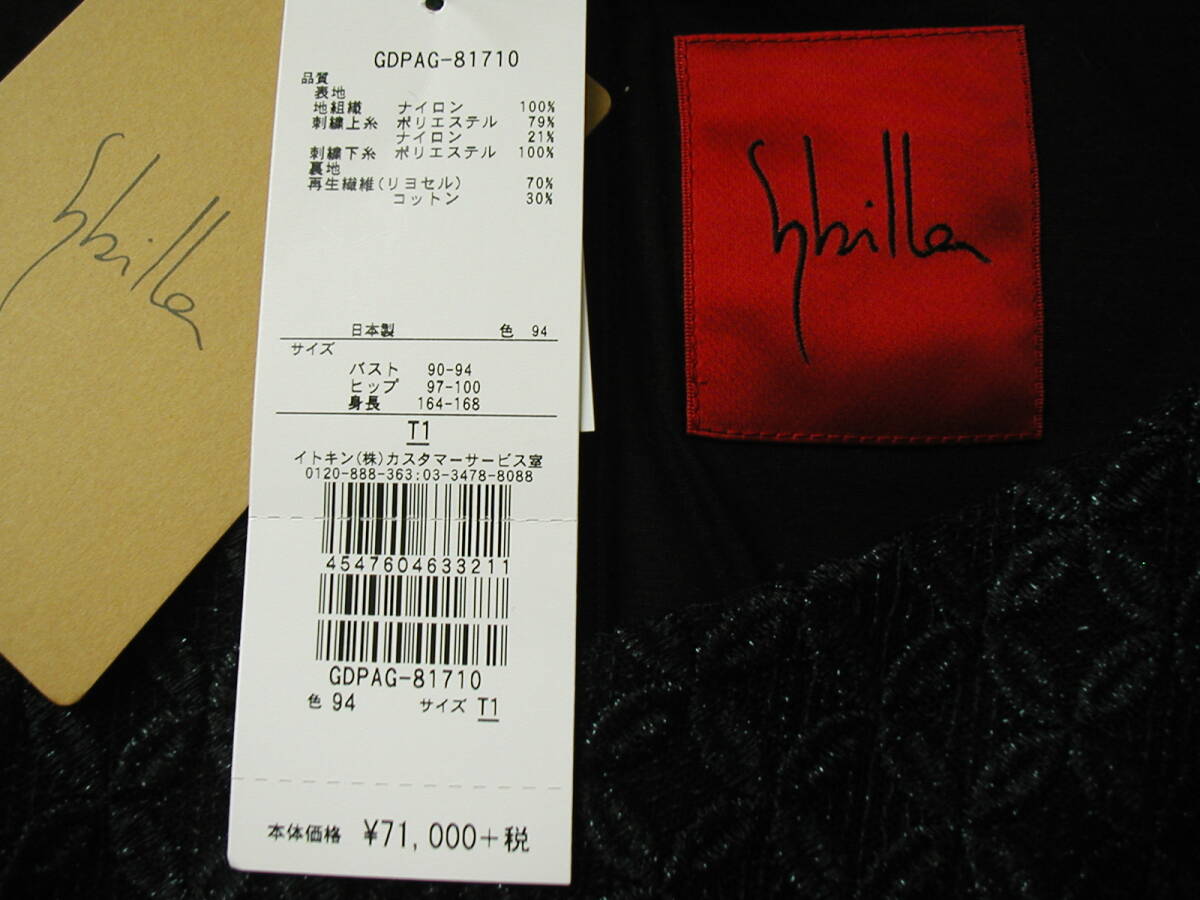 Sybilla
GDPAG-81710
品質
表地
地組織 ナイロン 100%
刺繍上糸 ポリエステル 79%
ナイロン 21%
刺繍下糸 ポリエステル 100%
裏地
再生繊維(リヨセル) 70%
コットン 30%
日本製 色 94
サイズ
バスト 90-94
ヒップ 97-100
身長 164-168
T1
イトキン(株)カスタマーサービス室
0120-888-363:03-3478-8088
4547604633211
GDPAG-81710
色 94 サイズ T1
本体価格 ¥71,000+税
Sybilla